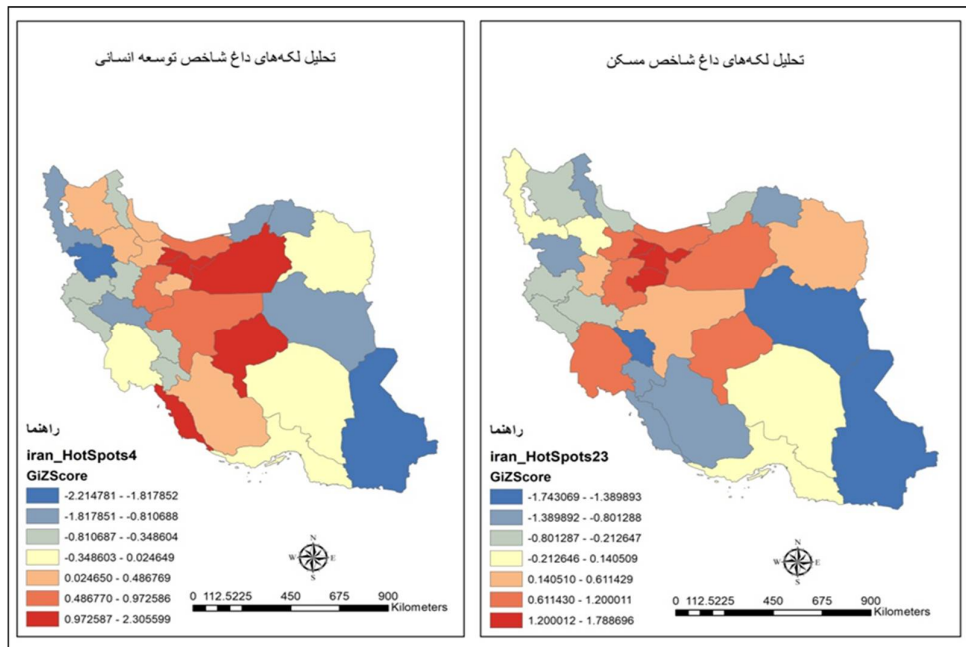 تحلیل لکه‌های داغ شاخص توسعه انسانی
راهنما
iran_HotSpots4
GiZScore
-2.214781 - -1.817852
-1.817851 - -0.810688
-0.810687 - -0.348604
-0.348603 - 0.024649
0.024650 - 0.486769
0.486770 - 0.972586
0.972587 - 2.305599
N
W E
S
0 112.5225 450 675 900
Kilometers
تحلیل لکه‌های داغ شاخص مسکن
راهنما
iran_HotSpots23
GiZScore
-1.743069 - -1.389893
-1.389892 - -0.801288
-0.801287 - -0.212647
-0.212646 - 0.140509
0.140510 - 0.611429
0.611430 - 1.200011
1.200012 - 1.788696
N
W E
S
0 112.5225 450 675 900
Kilometers